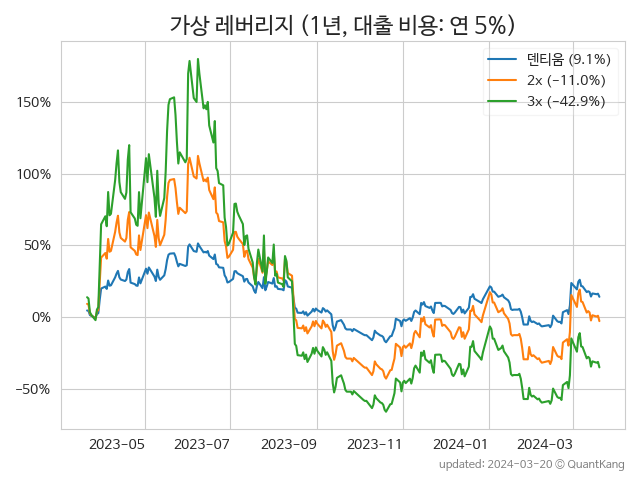 가상 레버리지 (1년, 대출 비용: 연 5%)
덴티움 (9.1%)
2x (−11.0%)
3x (−42.9%)
150%
100%
50%
0%
−50%
2023-05 2023-07 2023-09 2023-11 2024-01 2024-03
updated: 2024-03-20 © QuantKang